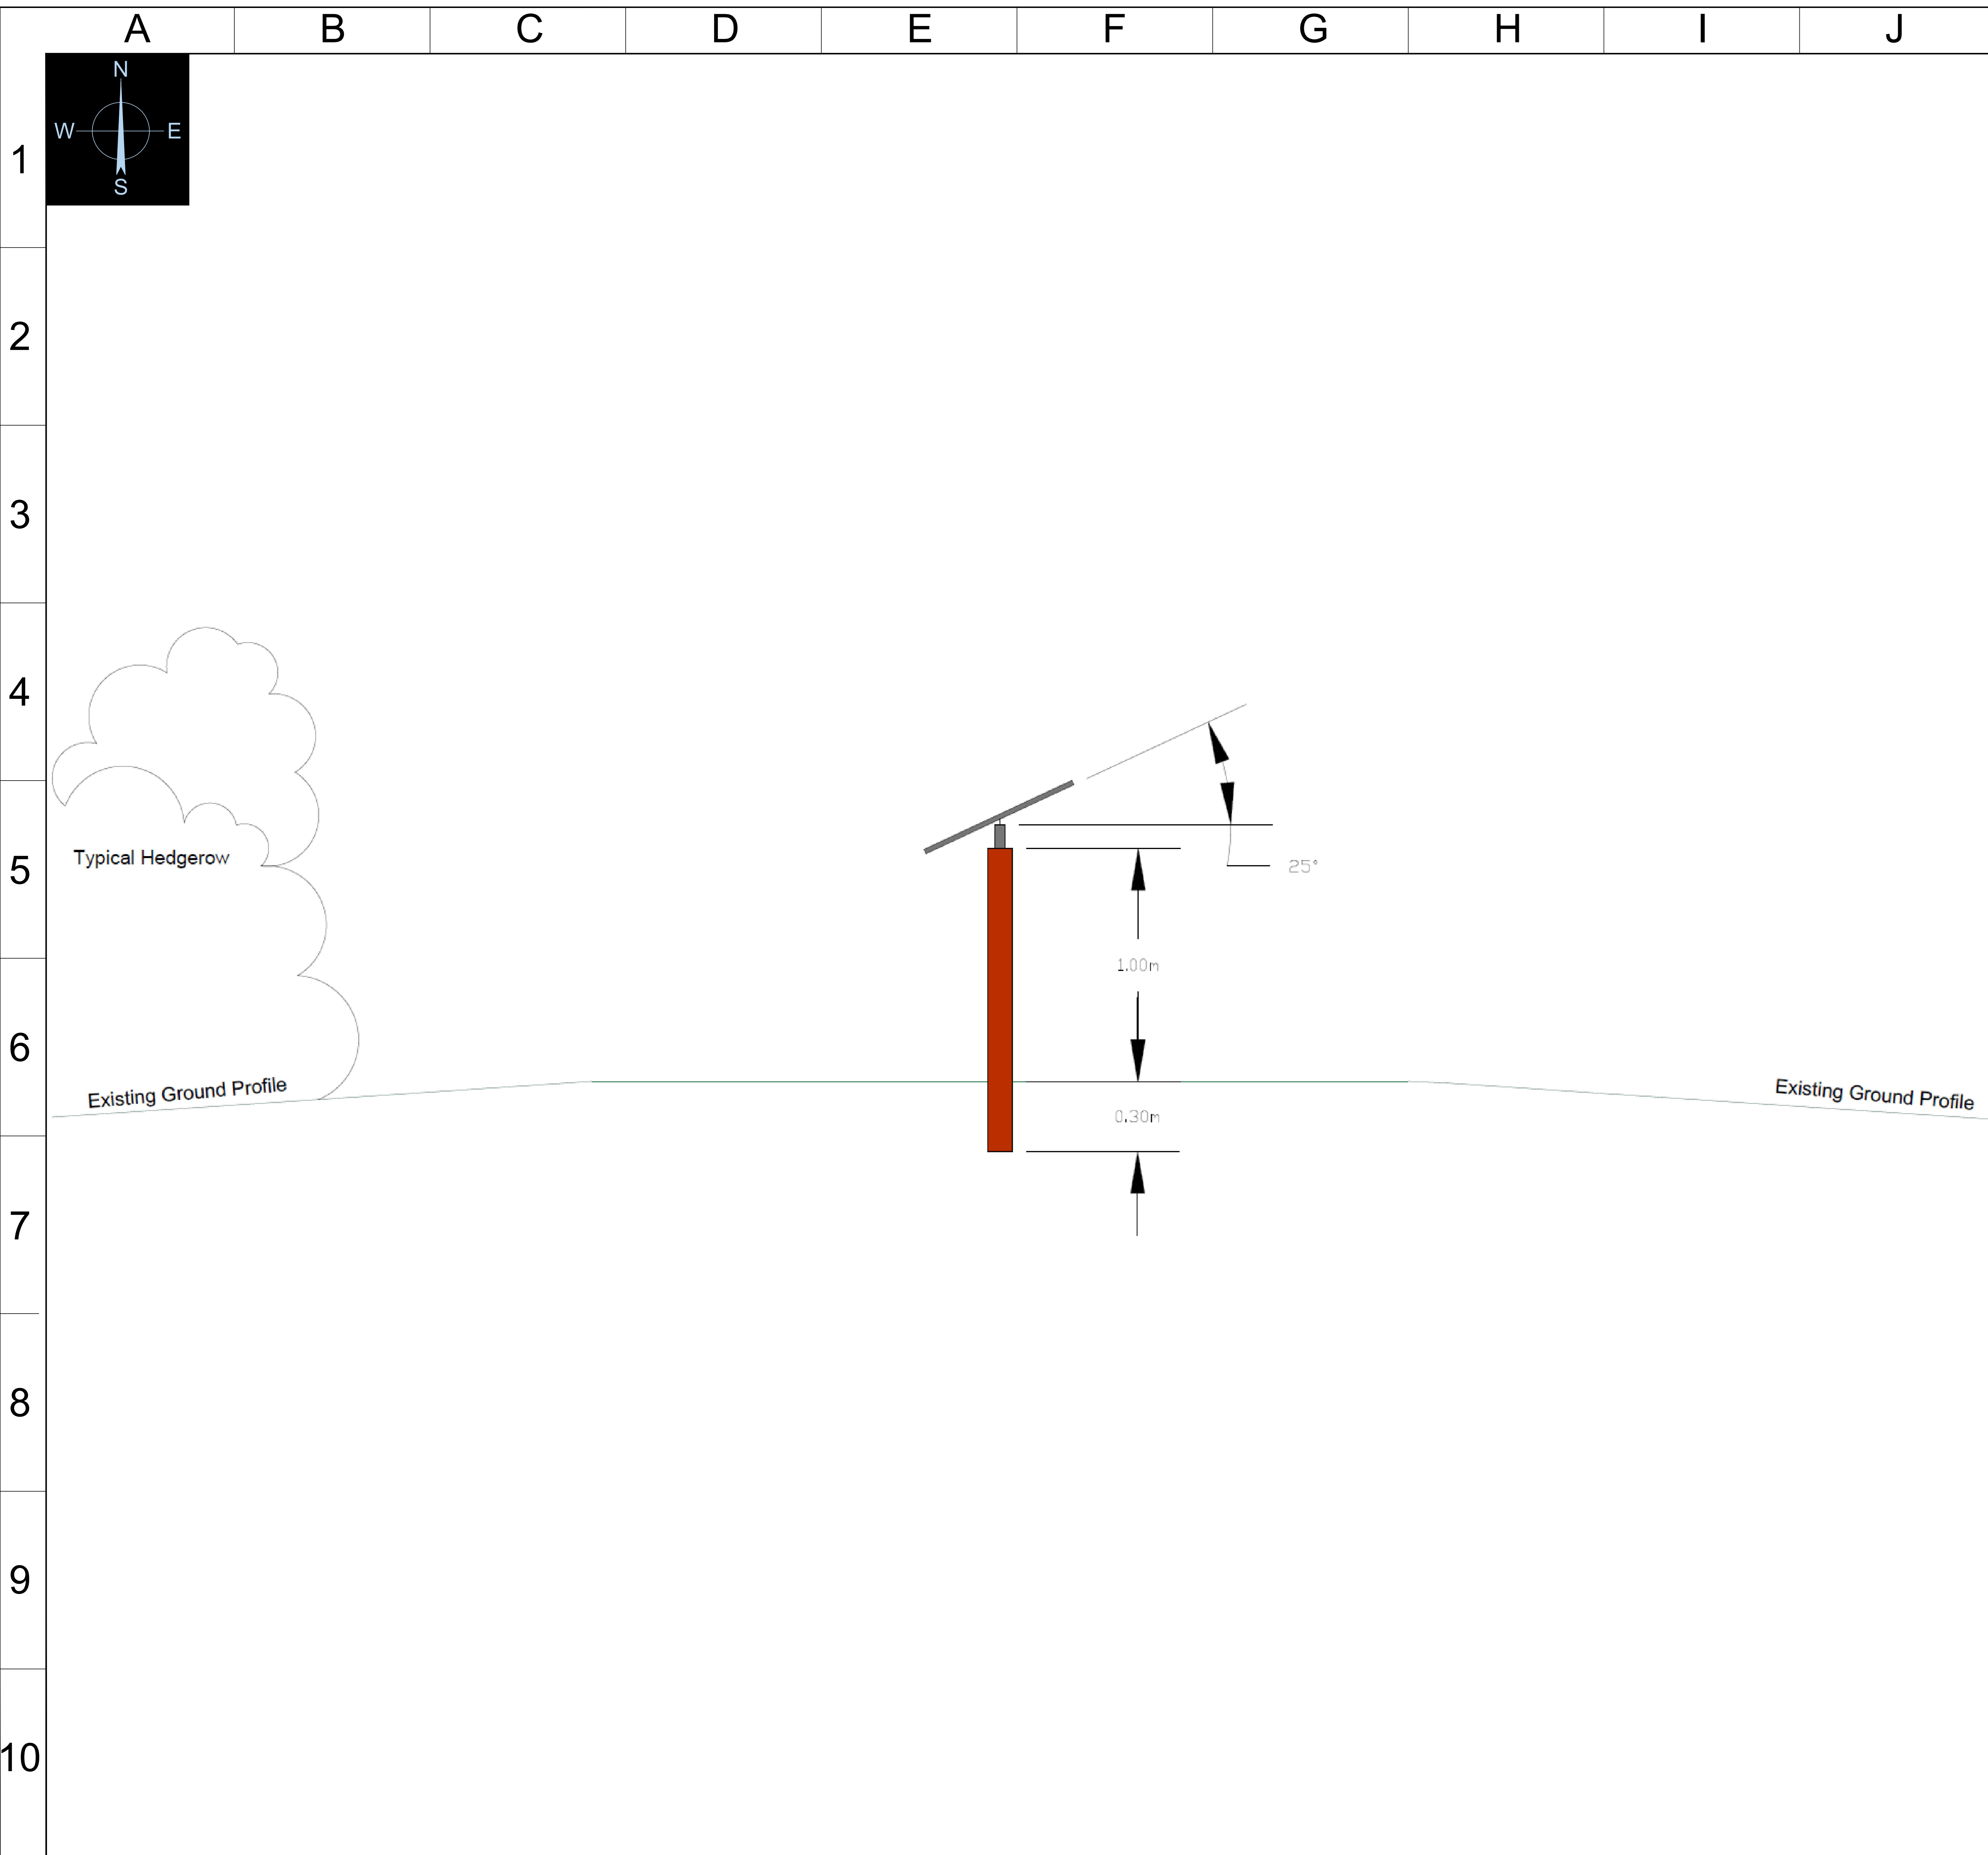 A B C D E F G H I J
N
W E
S
1
2
3
4
5
Typical Hedgerow
25°
1.00m
6
Existing Ground Profile
Existing Ground Profile
0.30m
7
8
9
10